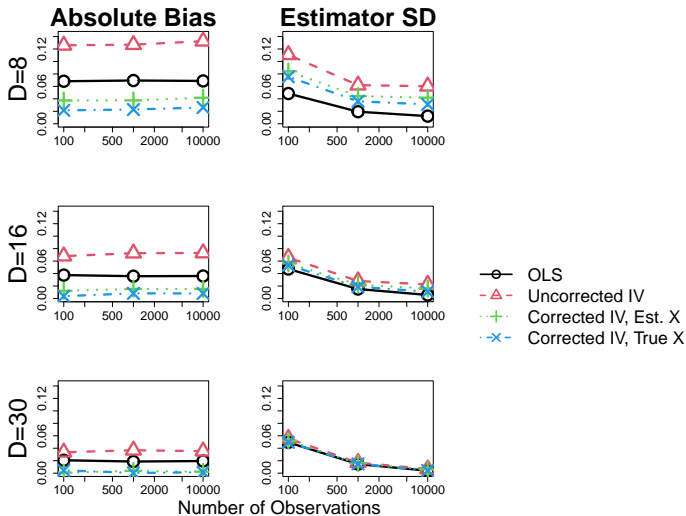 Absolute Bias Estimator SD
D=8
0.00 0.06 0.12
100 500 2000 10000
0.00 0.06 0.12
100 500 2000 10000
D=16
0.00 0.06 0.12
100 500 2000 10000
0.00 0.06 0.12
100 500 2000 10000
OLS
Uncorrected IV
Corrected IV, Est. X
Corrected IV, True X
D=30
0.00 0.06 0.12
100 500 2000 10000
0.00 0.06 0.12
100 500 2000 10000
Number of Observations